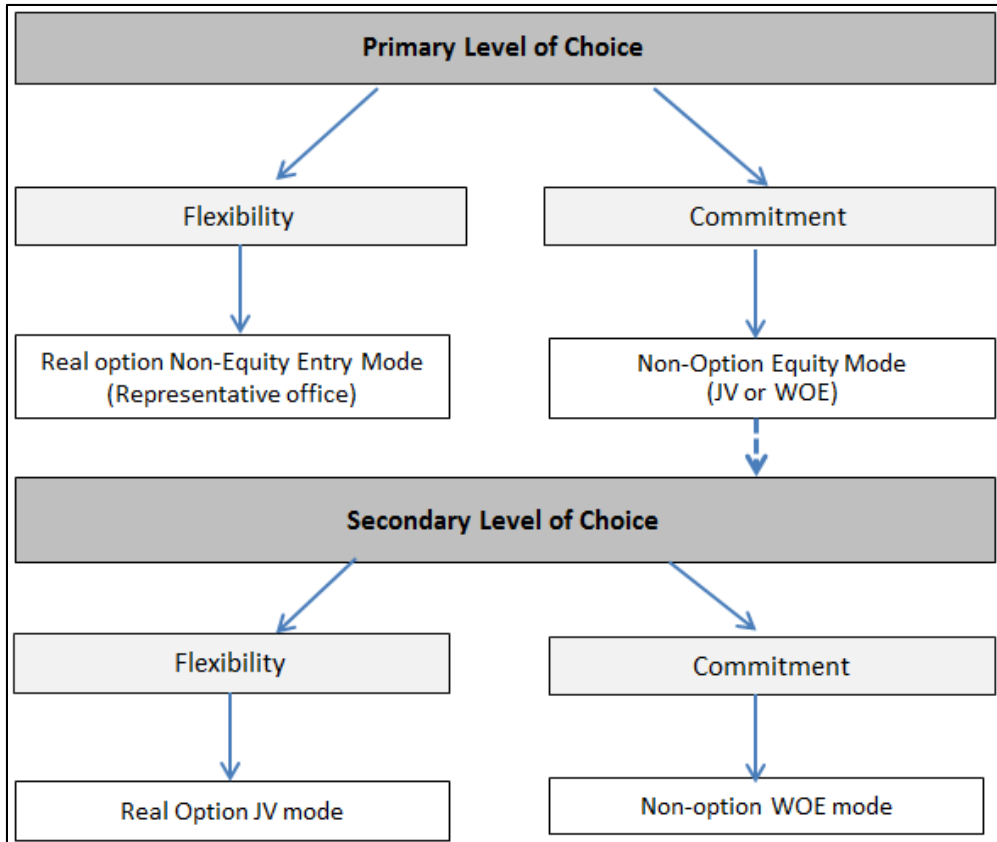 Primary Level of Choice
Flexibility
Commitment
Real option Non-Equity Entry Mode
(Representative office)
Non-Option Equity Mode
(JV or WOE)
Secondary Level of Choice
Flexibility
Commitment
Real Option JV mode
Non-option WOE mode